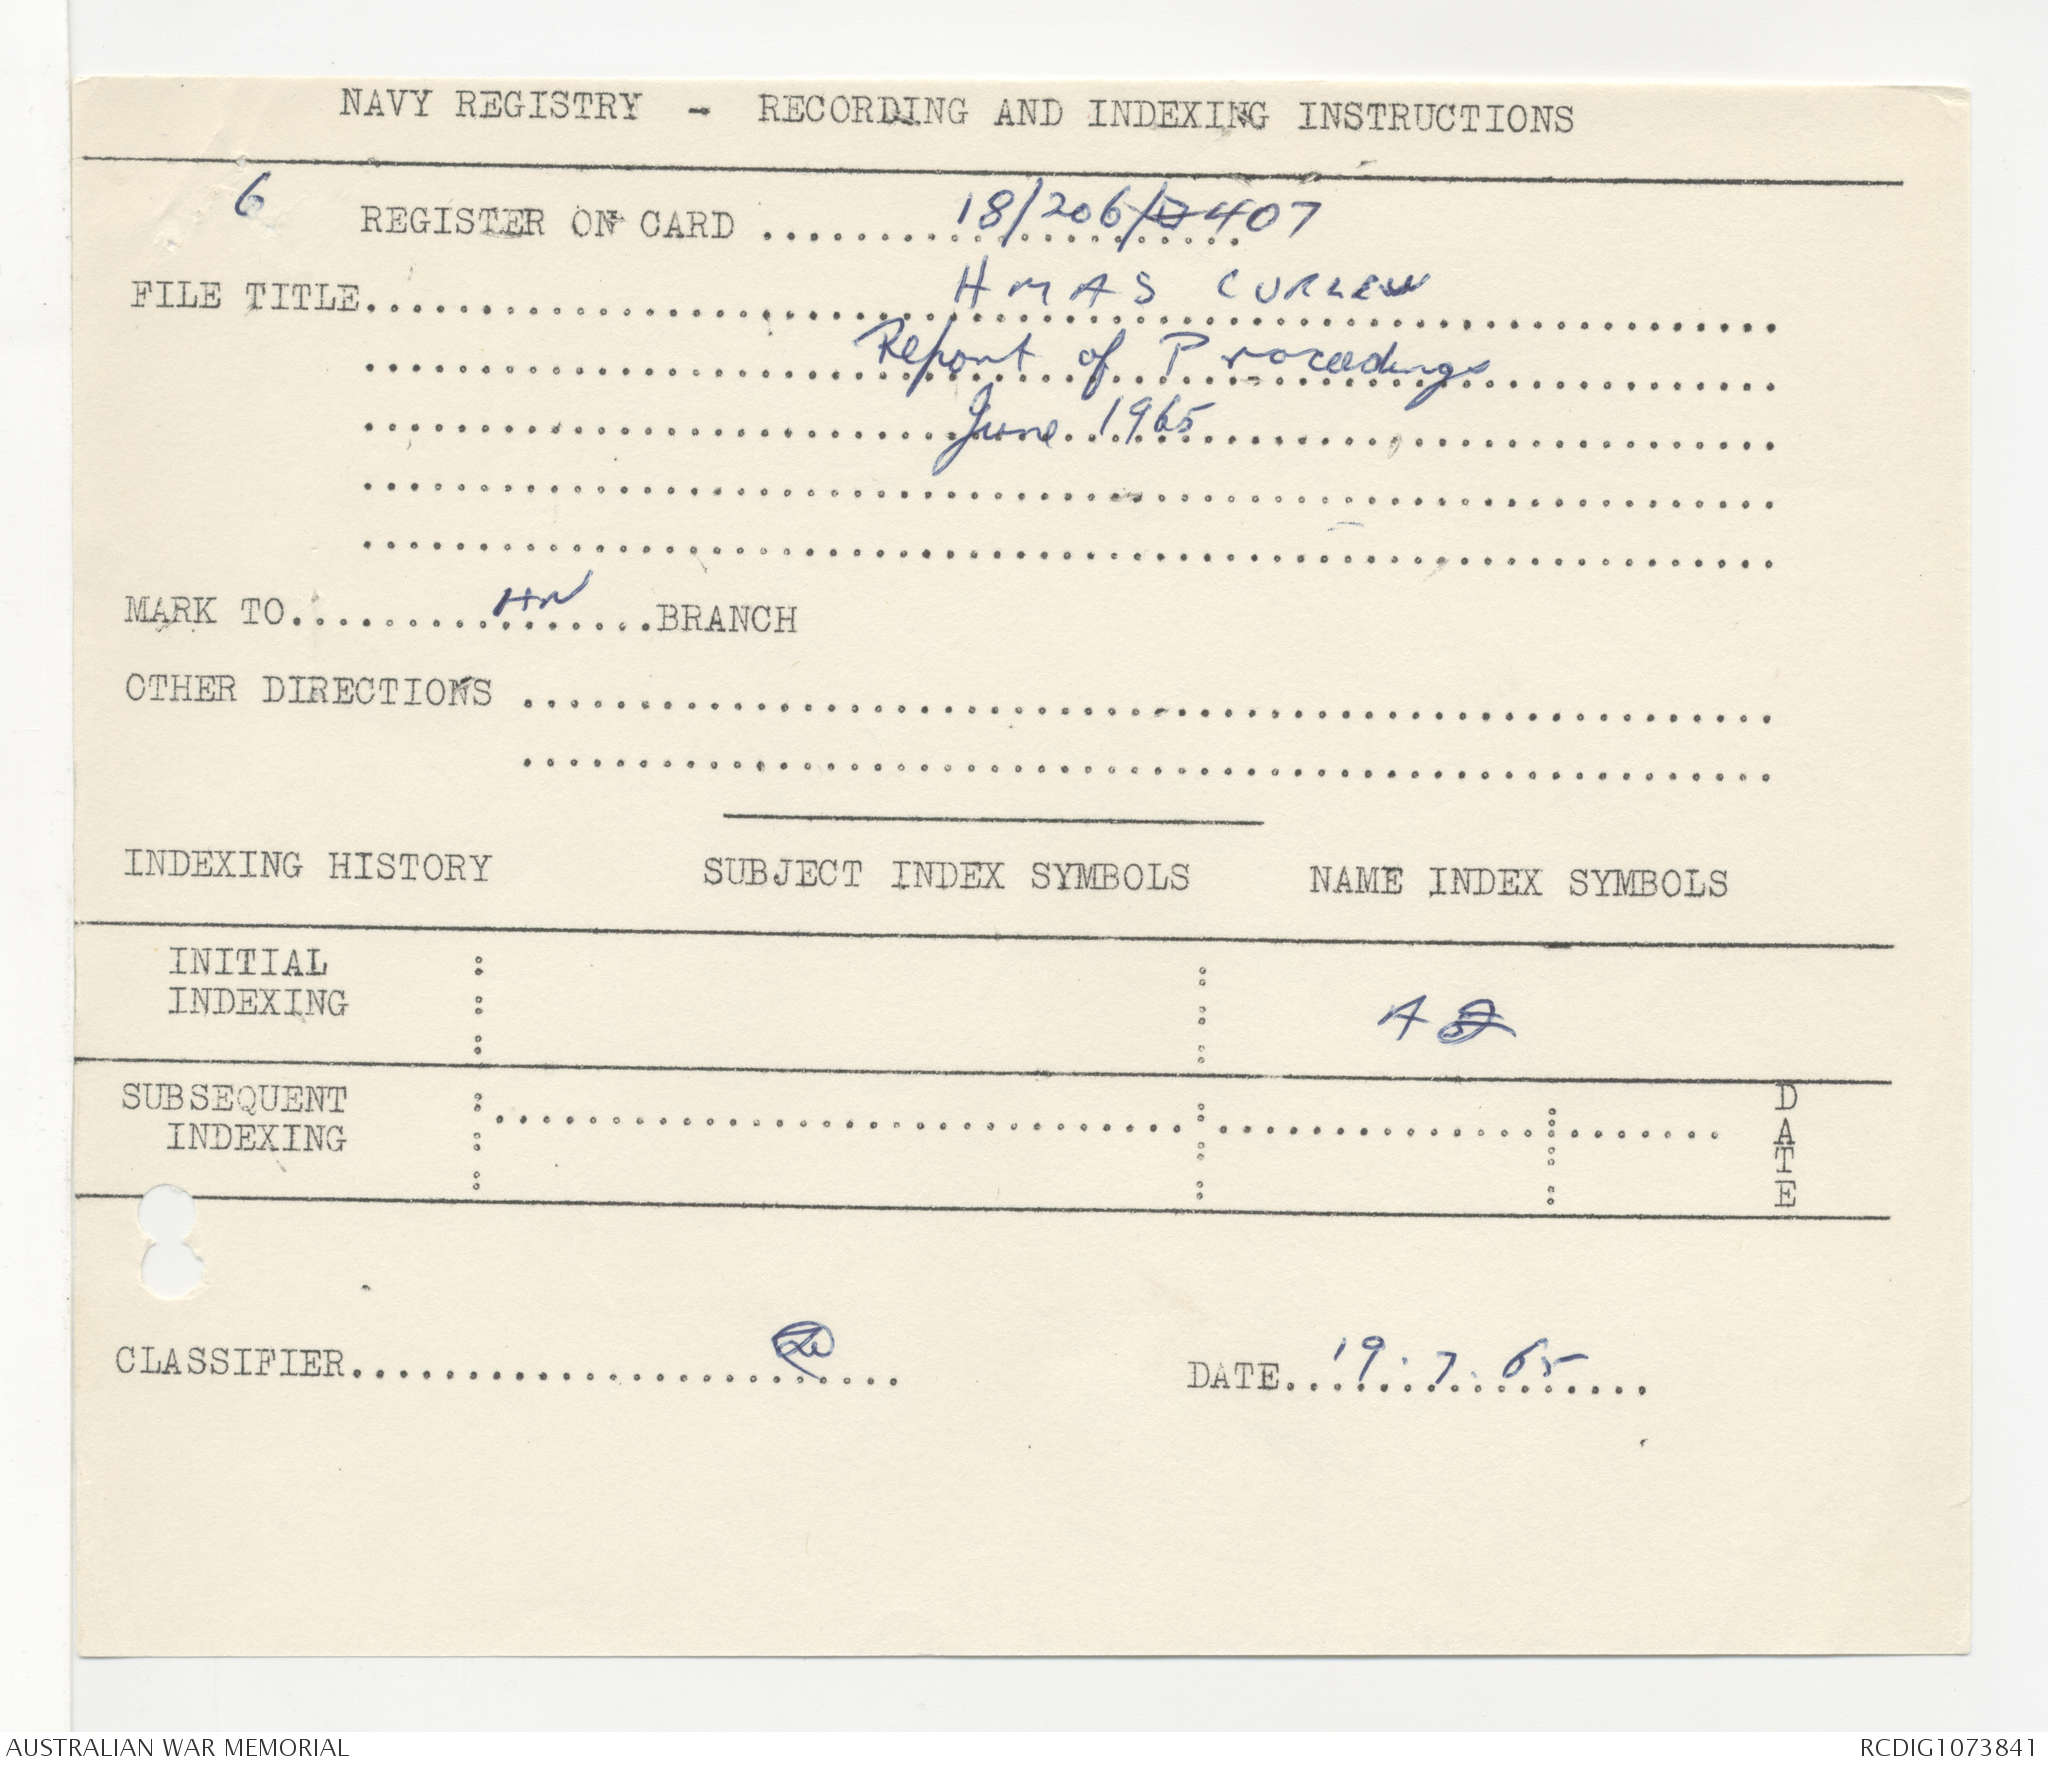 NAVY REGISTRY - RECORDING AND INDEXING INSTRUCTIONS
6 REGISTER ON CARD .................... 18/206/407
FILE TITLE.................... HMAS CURLEW
Report of Proceedings
June 1965
MARK TO................HN BRANCH
OTHER DIRECTIONS ....................
INDEXING HISTORY SUBJECT INDEX SYMBOLS NAME INDEX SYMBOLS
INITIAL
INDEXING A
SUBSEQUENT
INDEXING
DATE
CLASSIFIER....................
DATE 19.7.65
AUSTRALIAN WAR MEMORIAL RCDIG1073841